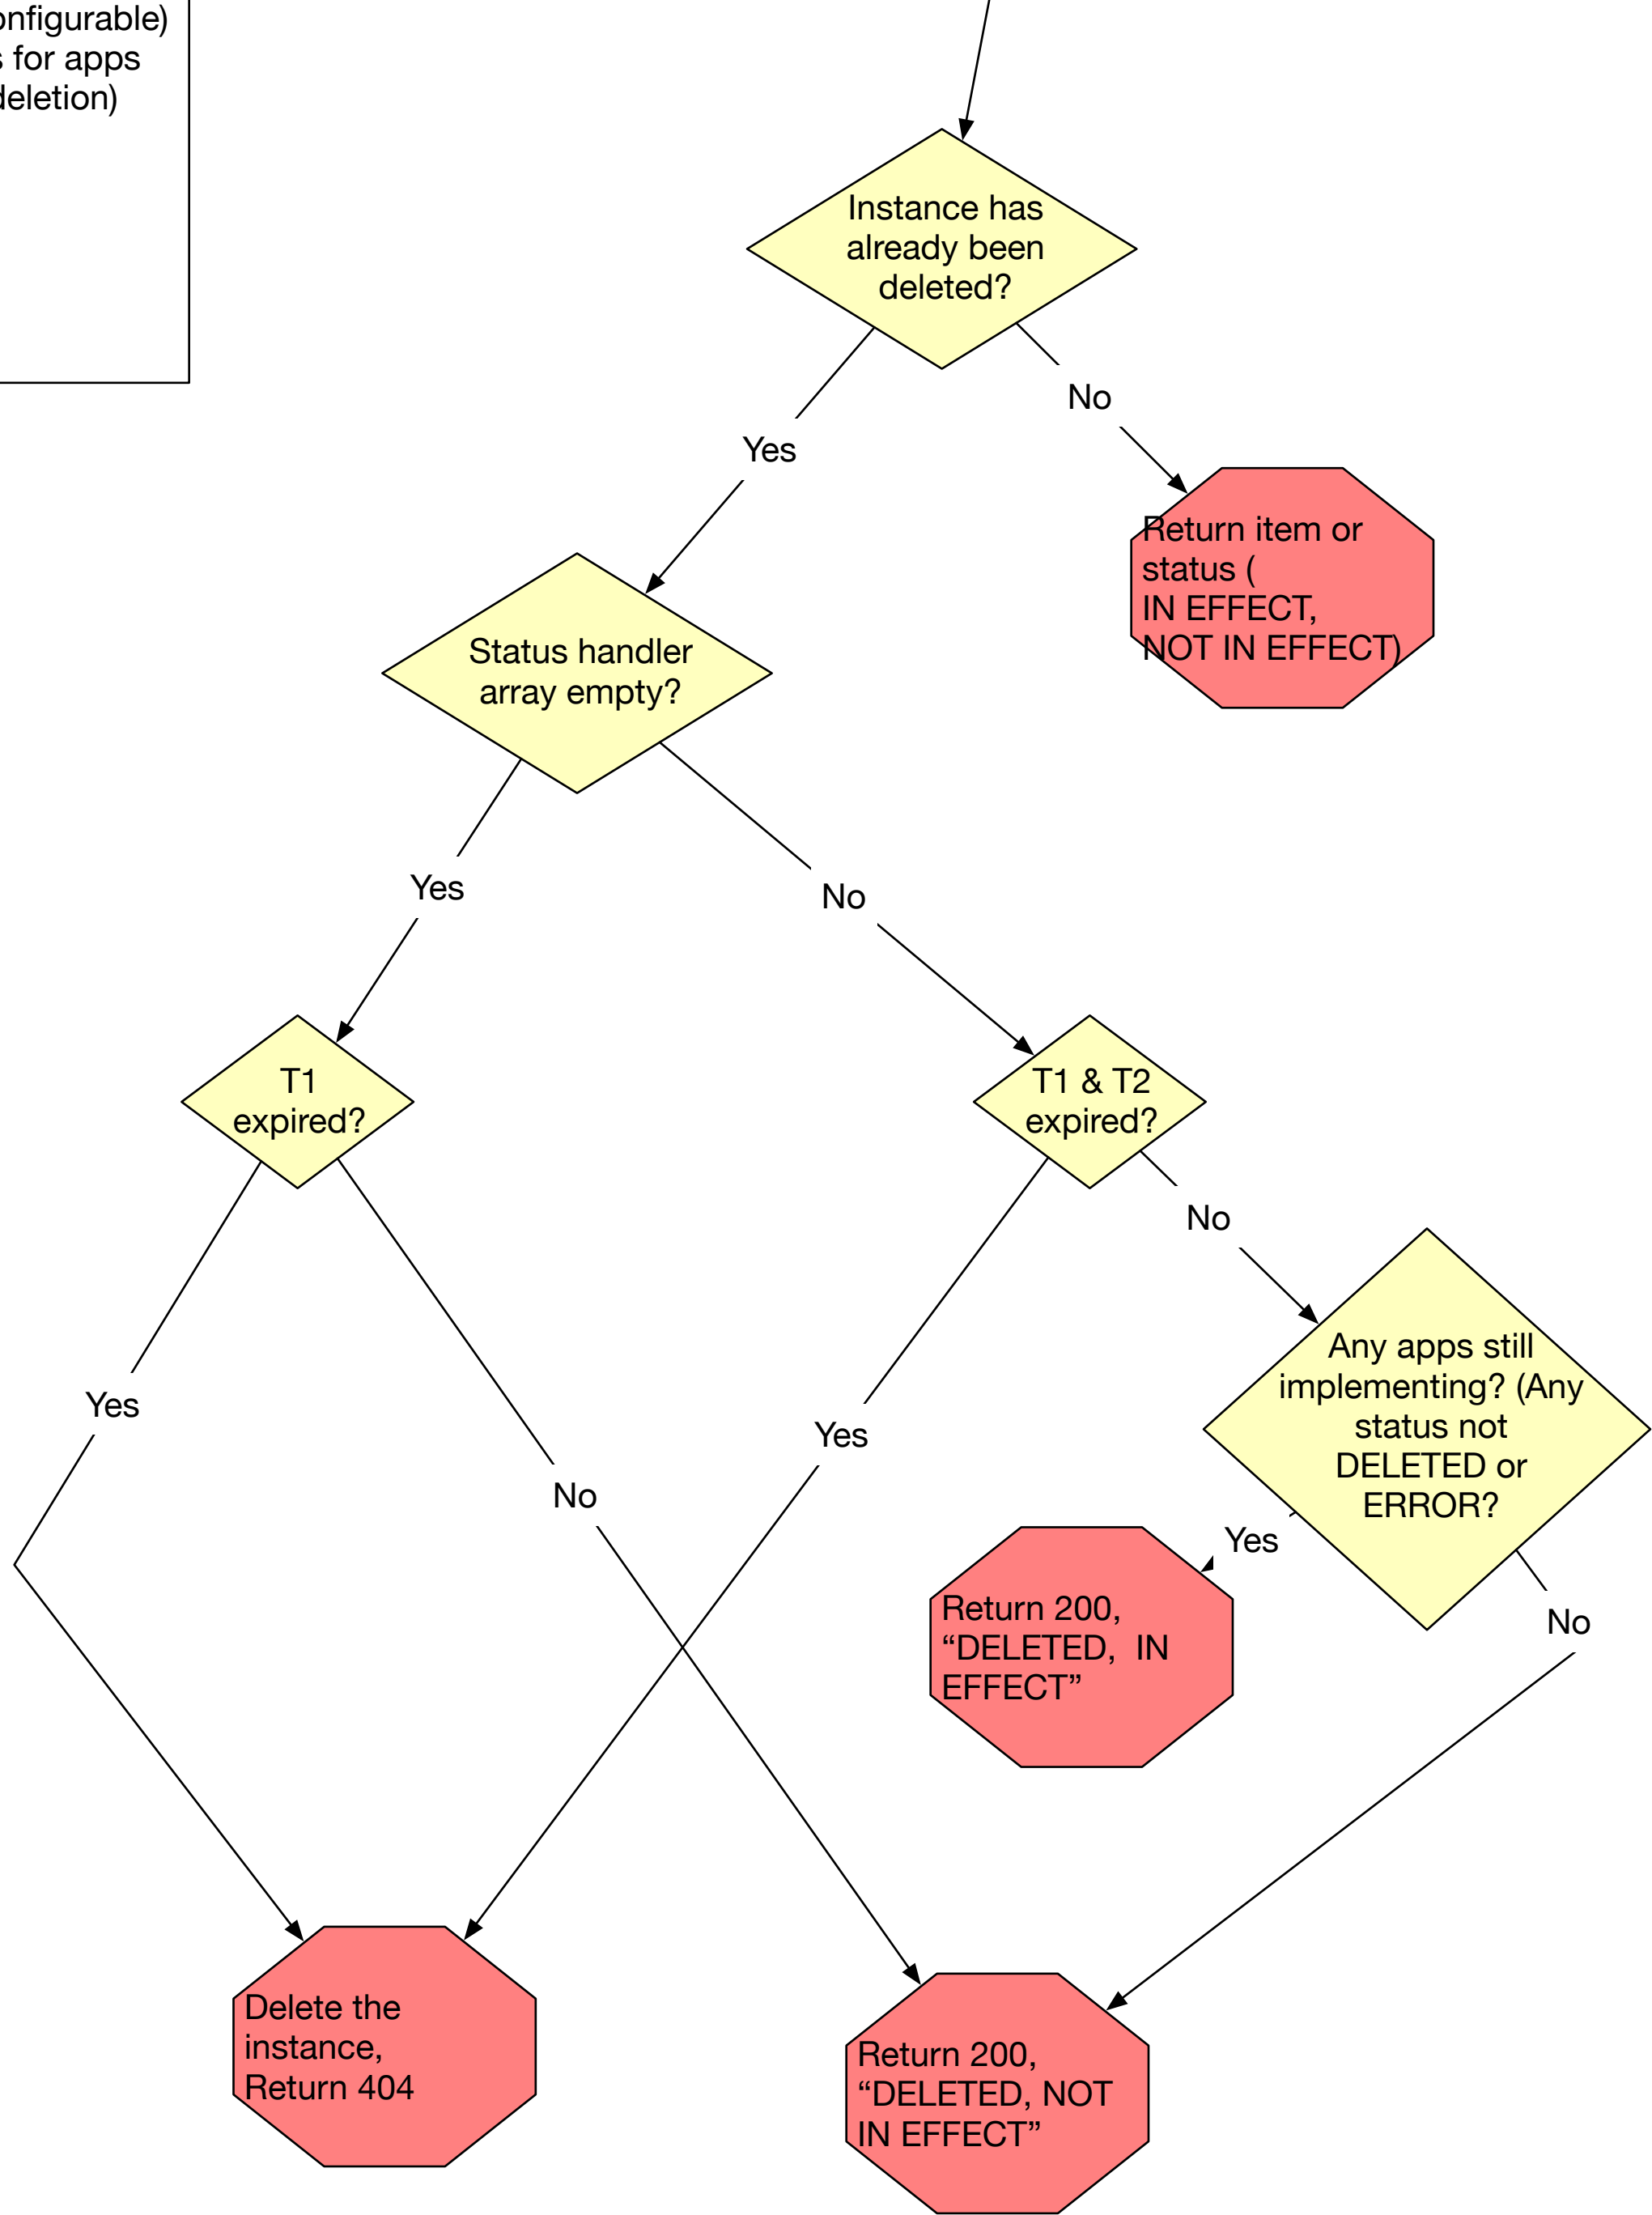 for apps
Instance has
already been
deleted?
No
Yes
Return item or
status (
IN EFFECT,
NOT IN EFFECT)
Status handler
array empty?
Yes
No
T1
expired?
T1 & T2
expired?
No
Any apps still
implementing? (Any
status not
DELETED or
ERROR?
Yes
Yes
No
Yes
No
Return 200,
“DELETED,  IN
EFFECT”
Delete the
instance,
Return 404
Return 200,
“DELETED, NOT
IN EFFECT”